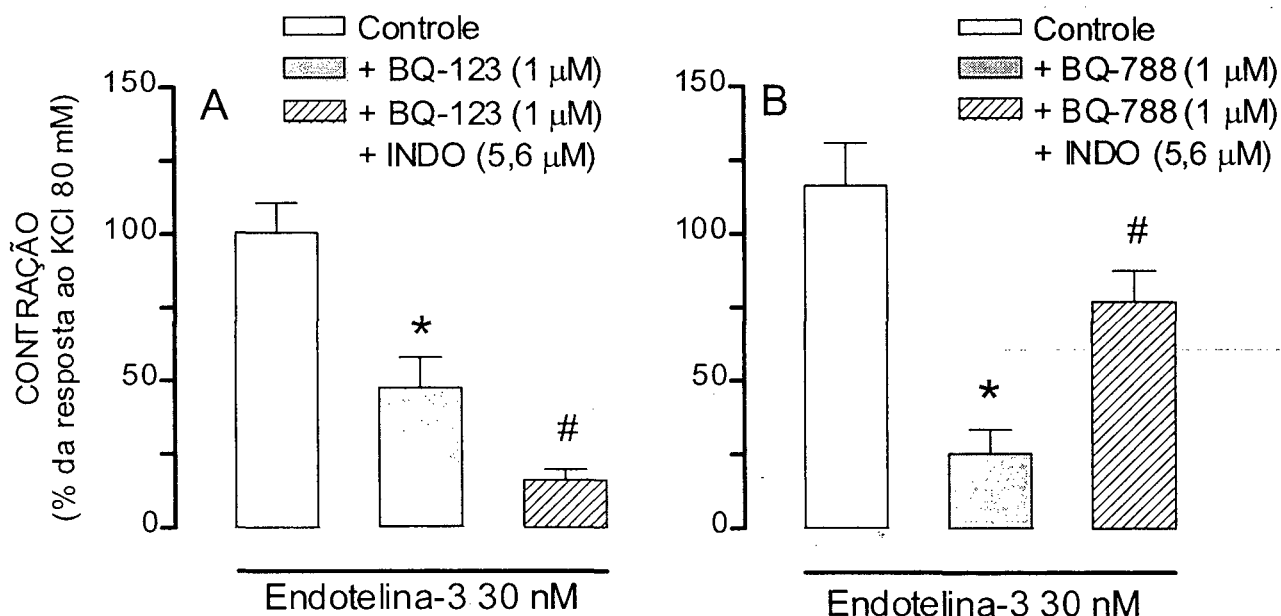 Controle
+ BQ-123 (1 μM)
+ BQ-123 (1 μM)
+ INDO (5,6 μM)
A
CONTRAÇÃO
(% da resposta ao KCl 80 mM)
150
100
50
0
*
#
Endotelina-3 30 nM
Controle
+ BQ-788 (1 μM)
+ BQ-788 (1 μM)
+ INDO (5,6 μM)
B
150
100
50
0
*
#
Endotelina-3 30 nM